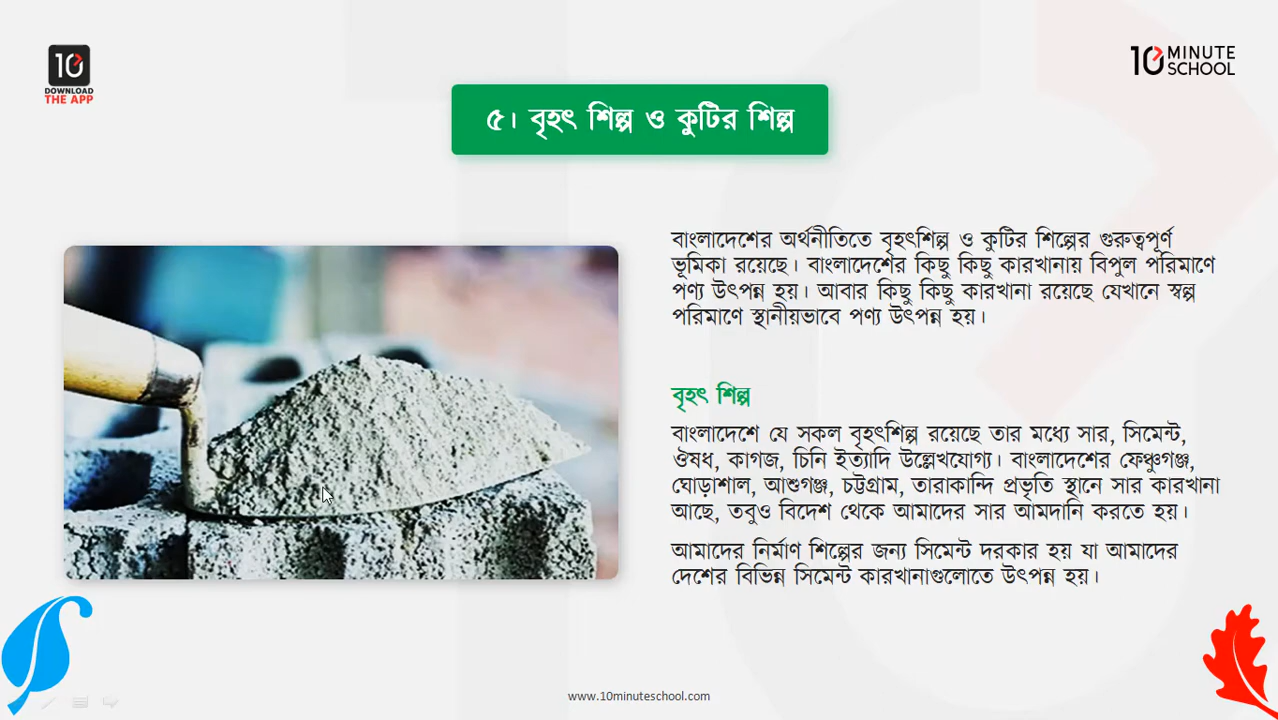 10
DOWNLOAD
THE APP
10 MINUTE
SCHOOL
৫। বৃহৎ শিল্প ও কুটির শিল্প
বাংলাদেশের অর্থনীতিতে বৃহৎশিল্প ও কুটির শিল্পের গুরুত্বপূর্ণ
ভূমিকা রয়েছে। বাংলাদেশের কিছু কিছু কারখানায় বিপুল পরিমাণে
পণ্য উৎপন্ন হয়। আবার কিছু কিছু কারখানা রয়েছে যেখানে স্বল্প
পরিমাণে স্থানীয়ভাবে পণ্য উৎপন্ন হয়।
বৃহৎ শিল্প
বাংলাদেশে যে সকল বৃহৎশিল্প রয়েছে তার মধ্যে সার, সিমেন্ট,
ঔষধ, কাগজ, চিনি ইত্যাদি উল্লেখযোগ্য। বাংলাদেশের ফেঞ্চুগঞ্জ,
ঘোড়াশাল, আশুগঞ্জ, চট্টগ্রাম, তারাকান্দি প্রভৃতি স্থানে সার কারখানা
আছে, তবুও বিদেশ থেকে আমাদের সার আমদানি করতে হয়।
আমাদের নির্মাণ শিল্পের জন্য সিমেন্ট দরকার হয় যা আমাদের
দেশের বিভিন্ন সিমেন্ট কারখানাগুলোতে উৎপন্ন হয়।
www.10minuteschool.com